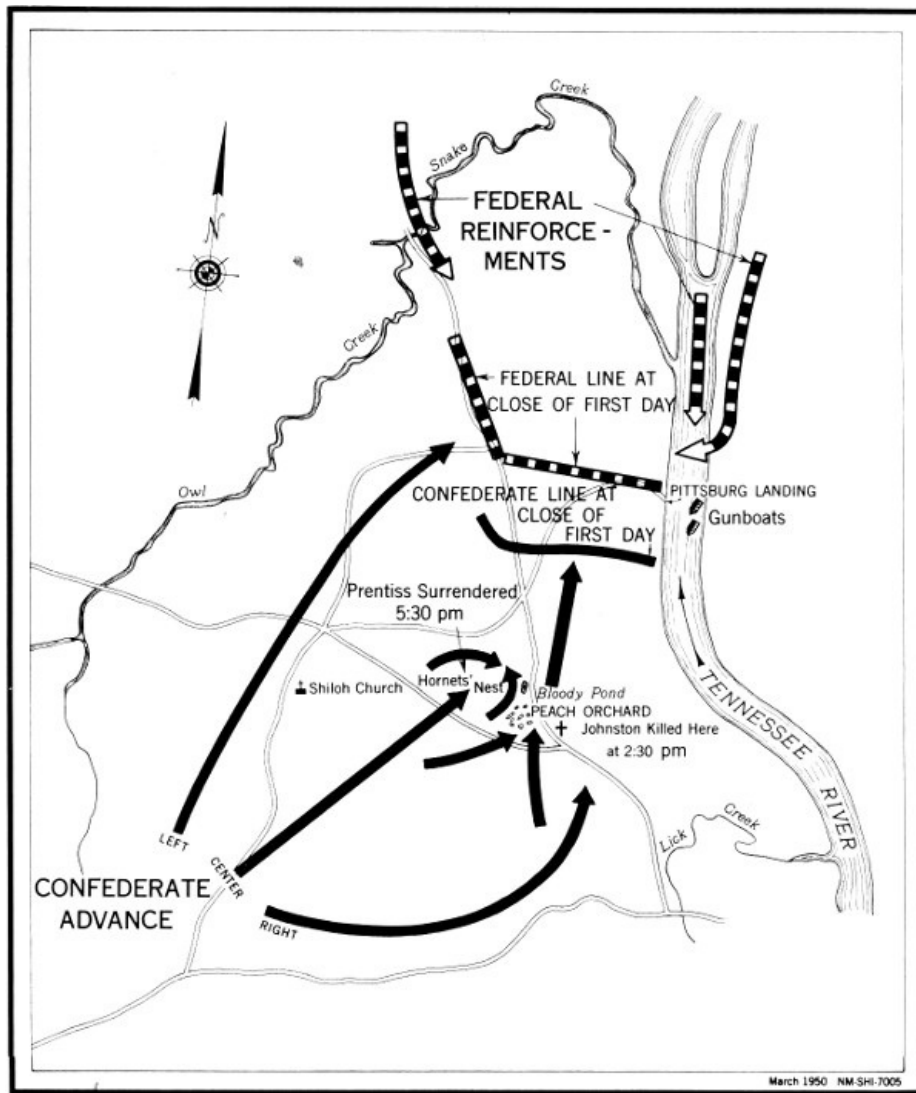 Creek
Snake
FEDERAL
REINFORCE-
MENTS
N
Creek
FEDERAL LINE AT
CLOSE OF FIRST DAY
Owl
CONFEDERATE LINE AT
CLOSE OF
FIRST DAY
PITTSBURG LANDING
Gunboats
Prentiss Surrendered
5:30 pm
Shiloh Church
Hornets' Nest
Bloody Pond
PEACH ORCHARD
Johnston Killed Here
at 2:30 pm
TENNESSEE RIVER
Lick Creek
LEFT
CENTER
RIGHT
CONFEDERATE
ADVANCE
March 1950 NM-SHI-7005